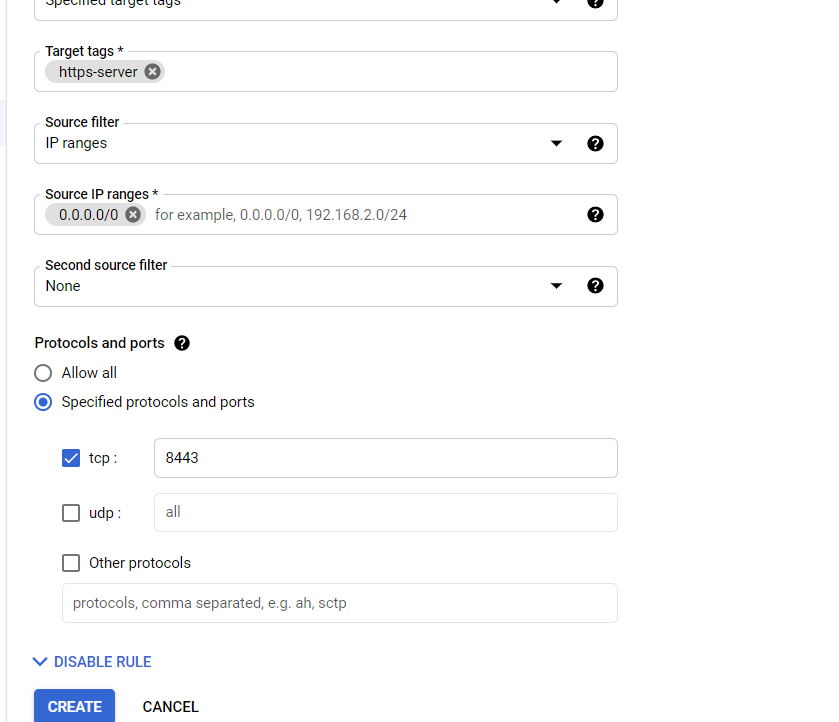 Specified target tags
Target tags *
https-server
Source filter
IP ranges
Source IP ranges *
0.0.0.0/0 for example, 0.0.0.0/0, 192.168.2.0/24
Second source filter
None
Protocols and ports
Allow all
Specified protocols and ports
tcp : 8443
udp : all
Other protocols
protocols, comma separated, e.g. ah, sctp
DISABLE RULE
CREATE CANCEL